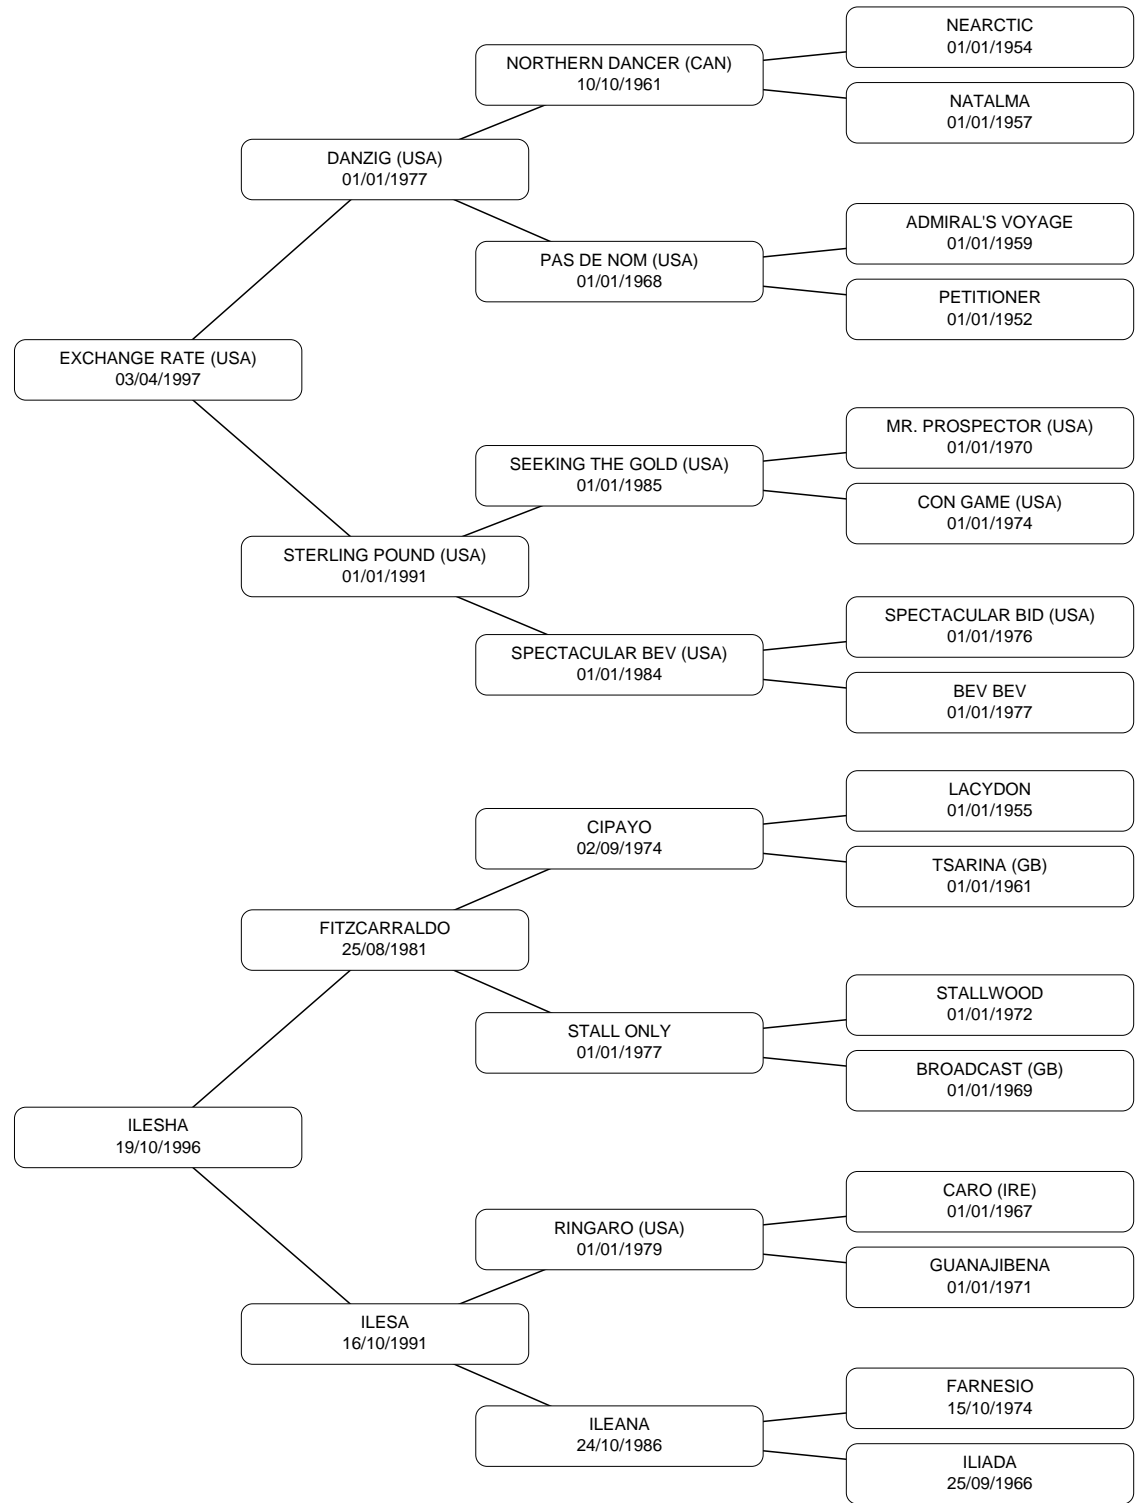 NEARCTIC
01/01/1954
NORTHERN DANCER (CAN)
10/10/1961
NATALMA
01/01/1957
DANZIG (USA)
01/01/1977
ADMIRAL'S VOYAGE
01/01/1959
PAS DE NOM (USA)
01/01/1968
PETITIONER
01/01/1952
EXCHANGE RATE (USA)
03/04/1997
MR. PROSPECTOR (USA)
01/01/1970
SEEKING THE GOLD (USA)
01/01/1985
CON GAME (USA)
01/01/1974
STERLING POUND (USA)
01/01/1991
SPECTACULAR BID (USA)
01/01/1976
SPECTACULAR BEV (USA)
01/01/1984
BEV BEV
01/01/1977
LACYDON
01/01/1955
CIPAYO
02/09/1974
TSARINA (GB)
01/01/1961
FITZCARRALDO
25/08/1981
STALLWOOD
01/01/1972
STALL ONLY
01/01/1977
BROADCAST (GB)
01/01/1969
ILESHA
19/10/1996
CARO (IRE)
01/01/1967
RINGARO (USA)
01/01/1979
GUANAJIBENA
01/01/1971
ILESA
16/10/1991
FARNESIO
15/10/1974
ILEANA
24/10/1986
ILIADA
25/09/1966